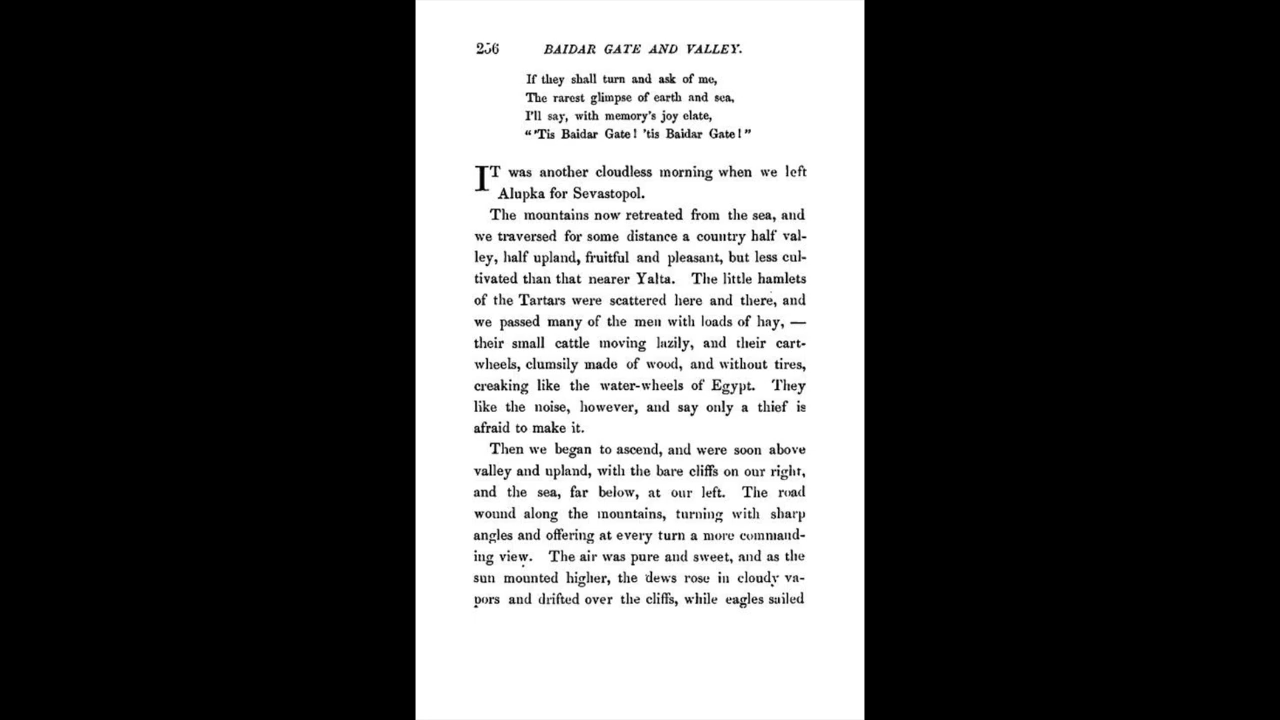 256 BAIDAR GATE AND VALLEY.
If they shall turn and ask of me,
The rarest glimpse of earth and sea,
I'll say, with memory's joy elate,
"'Tis Baidar Gate! 'tis Baidar Gate!"
IT was another cloudless morning when we left
Alupka for Sevastopol.
The mountains now retreated from the sea, and
we traversed for some distance a country half val-
ley, half upland, fruitful and pleasant, but less cul-
tivated than that nearer Yalta. The little hamlets
of the Tartars were scattered here and there, and
we passed many of the men with loads of hay, —
their small cattle moving lazily, and their cart-
wheels, clumsily made of wood, and without tires,
creaking like the water-wheels of Egypt. They
like the noise, however, and say only a thief is
afraid to make it.
Then we began to ascend, and were soon above
valley and upland, with the bare cliffs on our right,
and the sea, far below, at our left. The road
wound along the mountains, turning with sharp
angles and offering at every turn a more command-
ing view. The air was pure and sweet, and as the
sun mounted higher, the dews rose in cloudy va-
pors and drifted over the cliffs, while eagles sailed